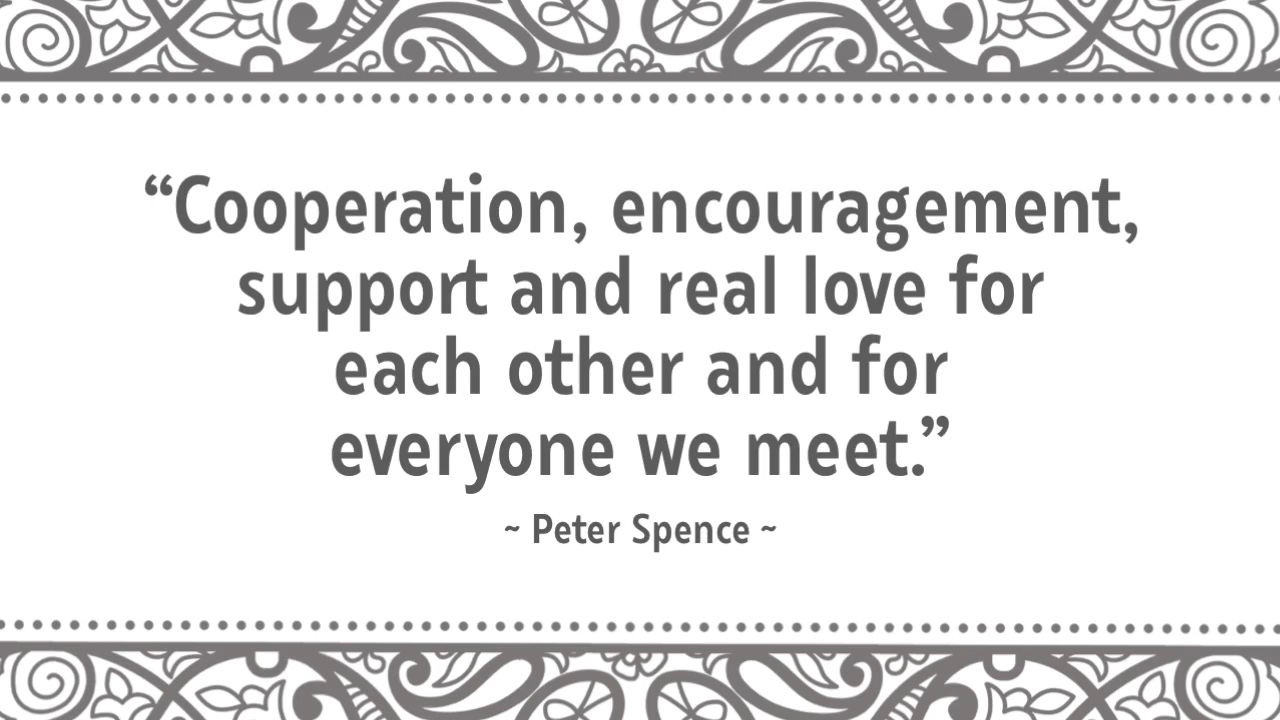 “Cooperation, encouragement,
support and real love for
each other and for
everyone we meet.”
~ Peter Spence ~